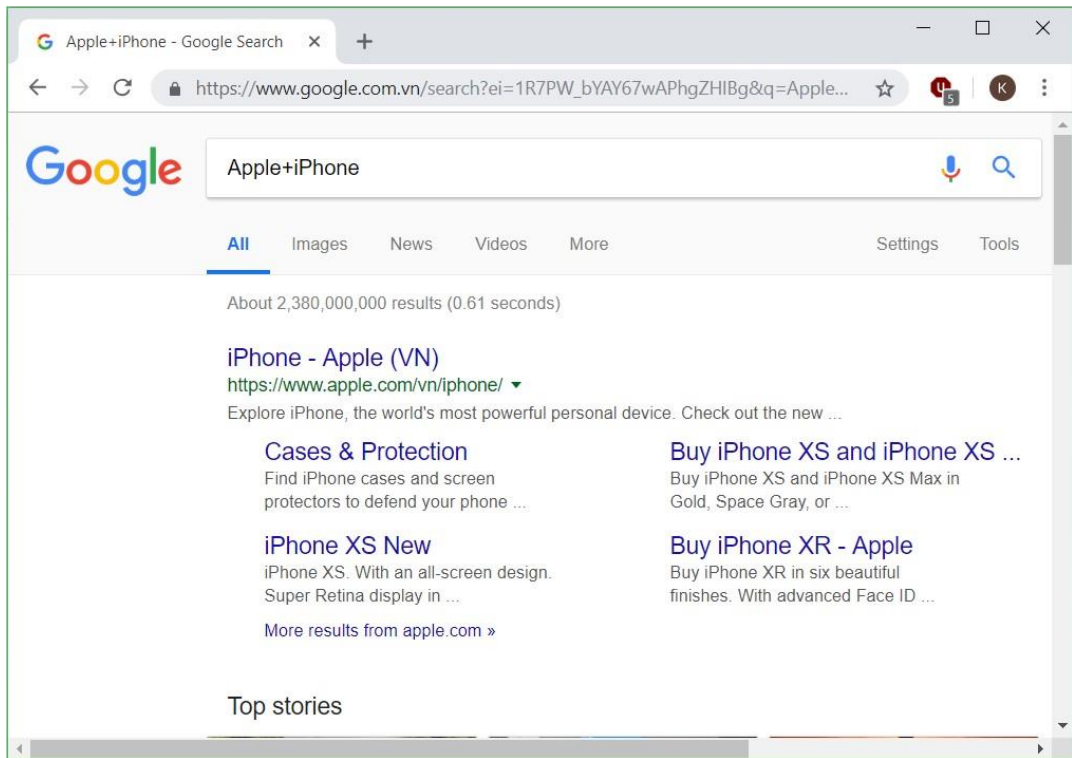 Apple+iPhone - Google Search
https://www.google.com.vn/search?ei=1R7PW_bYAY67wAPhgZHIBg&q=Apple...
5
K
Google
Apple+iPhone
All Images News Videos More Settings Tools
About 2,380,000,000 results (0.61 seconds)
iPhone - Apple (VN)
https://www.apple.com/vn/iphone/
Explore iPhone, the world's most powerful personal device. Check out the new ...
Cases & Protection
Find iPhone cases and screen
protectors to defend your phone ...
Buy iPhone XS and iPhone XS ...
Buy iPhone XS and iPhone XS Max in
Gold, Space Gray, or ...
iPhone XS New
iPhone XS. With an all-screen design.
Super Retina display in ...
Buy iPhone XR - Apple
Buy iPhone XR in six beautiful
finishes. With advanced Face ID ...
More results from apple.com »
Top stories